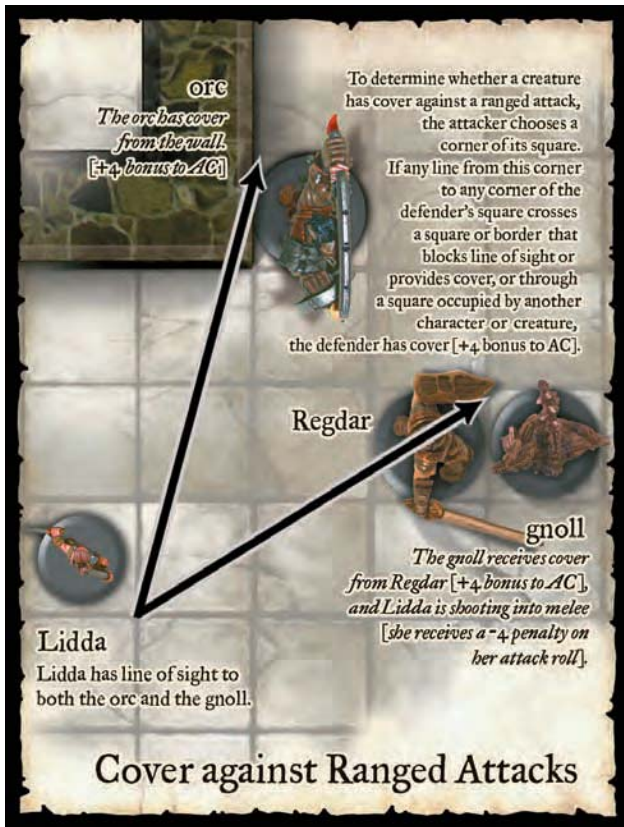 orc
The orc has cover
from the wall.
[+4 bonus to AC]
To determine whether a creature
has cover against a ranged attack,
the attacker chooses a
corner of its square.
If any line from this corner
to any corner of the
defender's square crosses
a square or border that
blocks line of sight or
provides cover, or through
a square occupied by another
character or creature,
the defender has cover [+4 bonus to AC].
Regdar
gnoll
The gnoll receives cover
from Regdar [+4 bonus to AC],
and Lidda is shooting into melee
[she receives a -4 penalty on
her attack roll].
Lidda
Lidda has line of sight to
both the orc and the gnoll.
Cover against Ranged Attacks